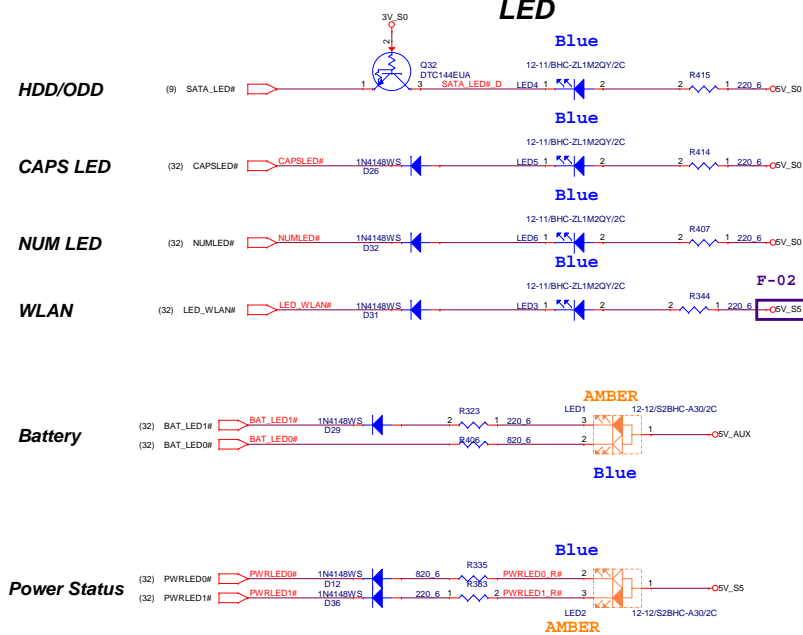 LED
3V_S0
2
Q32
DTC144EUA
Blue
HDD/ODD
(9) SATA_LED#
1
3
SATA_LED#_D
LED4
12-11/BHC-ZL1M2QY/2C
1
2
R415
2
1
220_6
5V_S0
Blue
CAPS LED
(32) CAPSLED#
CAPSLED#
1N4148WS
D26
LED5
12-11/BHC-ZL1M2QY/2C
1
2
R414
2
1
220_6
5V_S0
Blue
NUM LED
(32) NUMLED#
NUMLED#
1N4148WS
D32
LED6
12-11/BHC-ZL1M2QY/2C
1
2
R407
2
1
220_6
5V_S0
Blue
F-02
WLAN
(32) LED_WLAN#
LED_WLAN#
1N4148WS
D31
LED3
12-11/BHC-ZL1M2QY/2C
1
2
R344
2
1
220_6
5V_S5
AMBER
Battery
(32) BAT_LED1#
BAT_LED1#
1N4148WS
D29
R323
2
1
220_6
LED1
12-12/S2BHC-A30/2C
3
(32) BAT_LED0#
BAT_LED0#
R406
820_6
2
1
5V_AUX
Blue
Blue
Power Status
(32) PWRLED0#
PWRLED0#
1N4148WS
D12
820_6
R335
PWRLED0_R#
2
(32) PWRLED1#
PWRLED1#
1N4148WS
D36
220_6
1
R383
2
PWRLED1_R#
3
1
5V_S5
LED2
12-12/S2BHC-A30/2C
AMBER